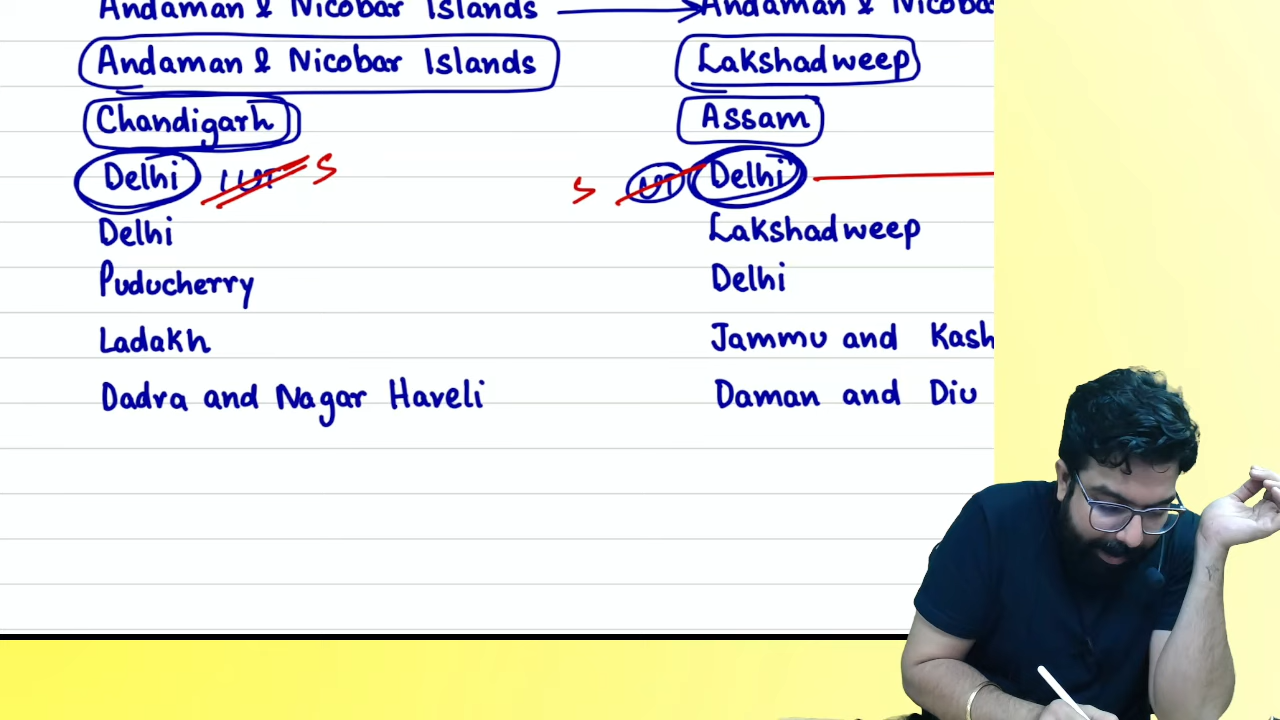 Andaman & Nicobar Islands Andaman & Nicoba
Andaman & Nicobar Islands Lakshadweep
Chandigarh Assam
Delhi 1 UT S S UT Delhi
Delhi Lakshadweep
Puducherry Delhi
Ladakh Jammu and Kash
Dadra and Nagar Haveli Daman and Diu